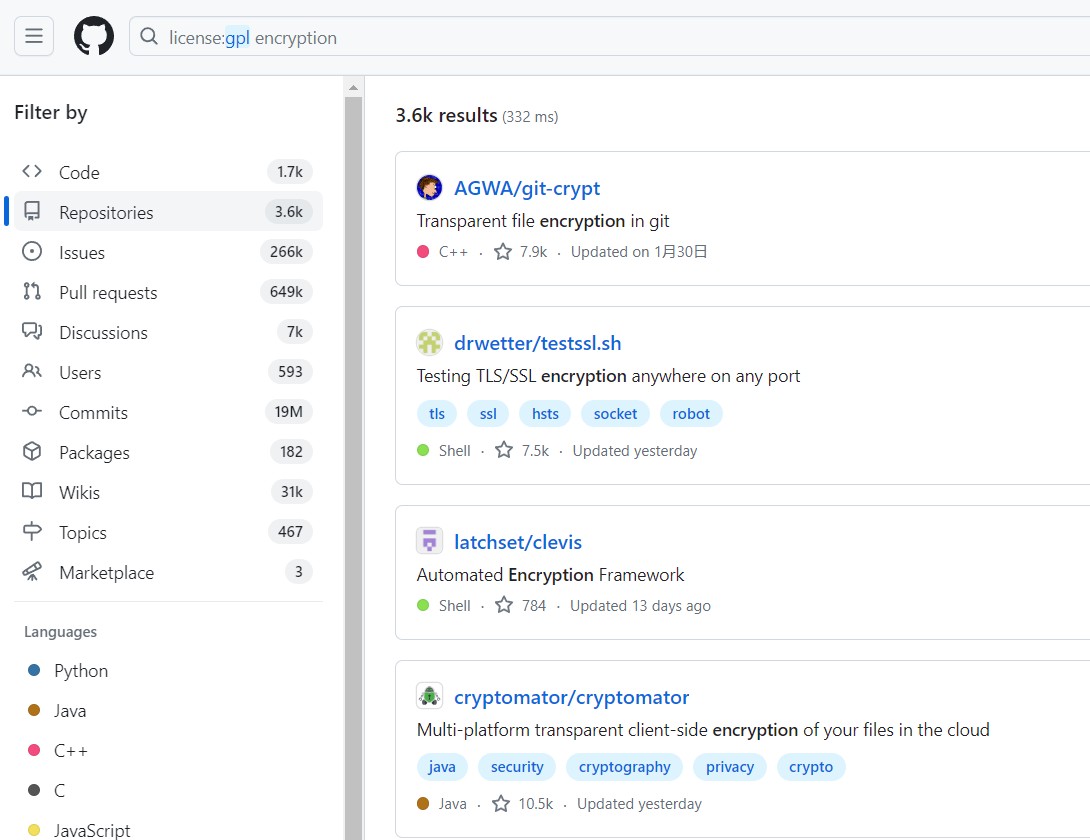 license:gpl encryption
Filter by
Code 1.7k
Repositories 3.6k
Issues 266k
Pull requests 649k
Discussions 7k
Users 593
Commits 19M
Packages 182
Wikis 31k
Topics 467
Marketplace 3
Languages
Python
Java
C++
C
JavaScript
3.6k results (332 ms)
AGWA/git-crypt
Transparent file encryption in git
C++ · 7.9k · Updated on 1月30日
drwetter/testssl.sh
Testing TLS/SSL encryption anywhere on any port
tls ssl hsts socket robot
Shell · 7.5k · Updated yesterday
latchset/clevis
Automated Encryption Framework
Shell · 784 · Updated 13 days ago
cryptomator/cryptomator
Multi-platform transparent client-side encryption of your files in the cloud
java security cryptography privacy crypto
Java · 10.5k · Updated yesterday